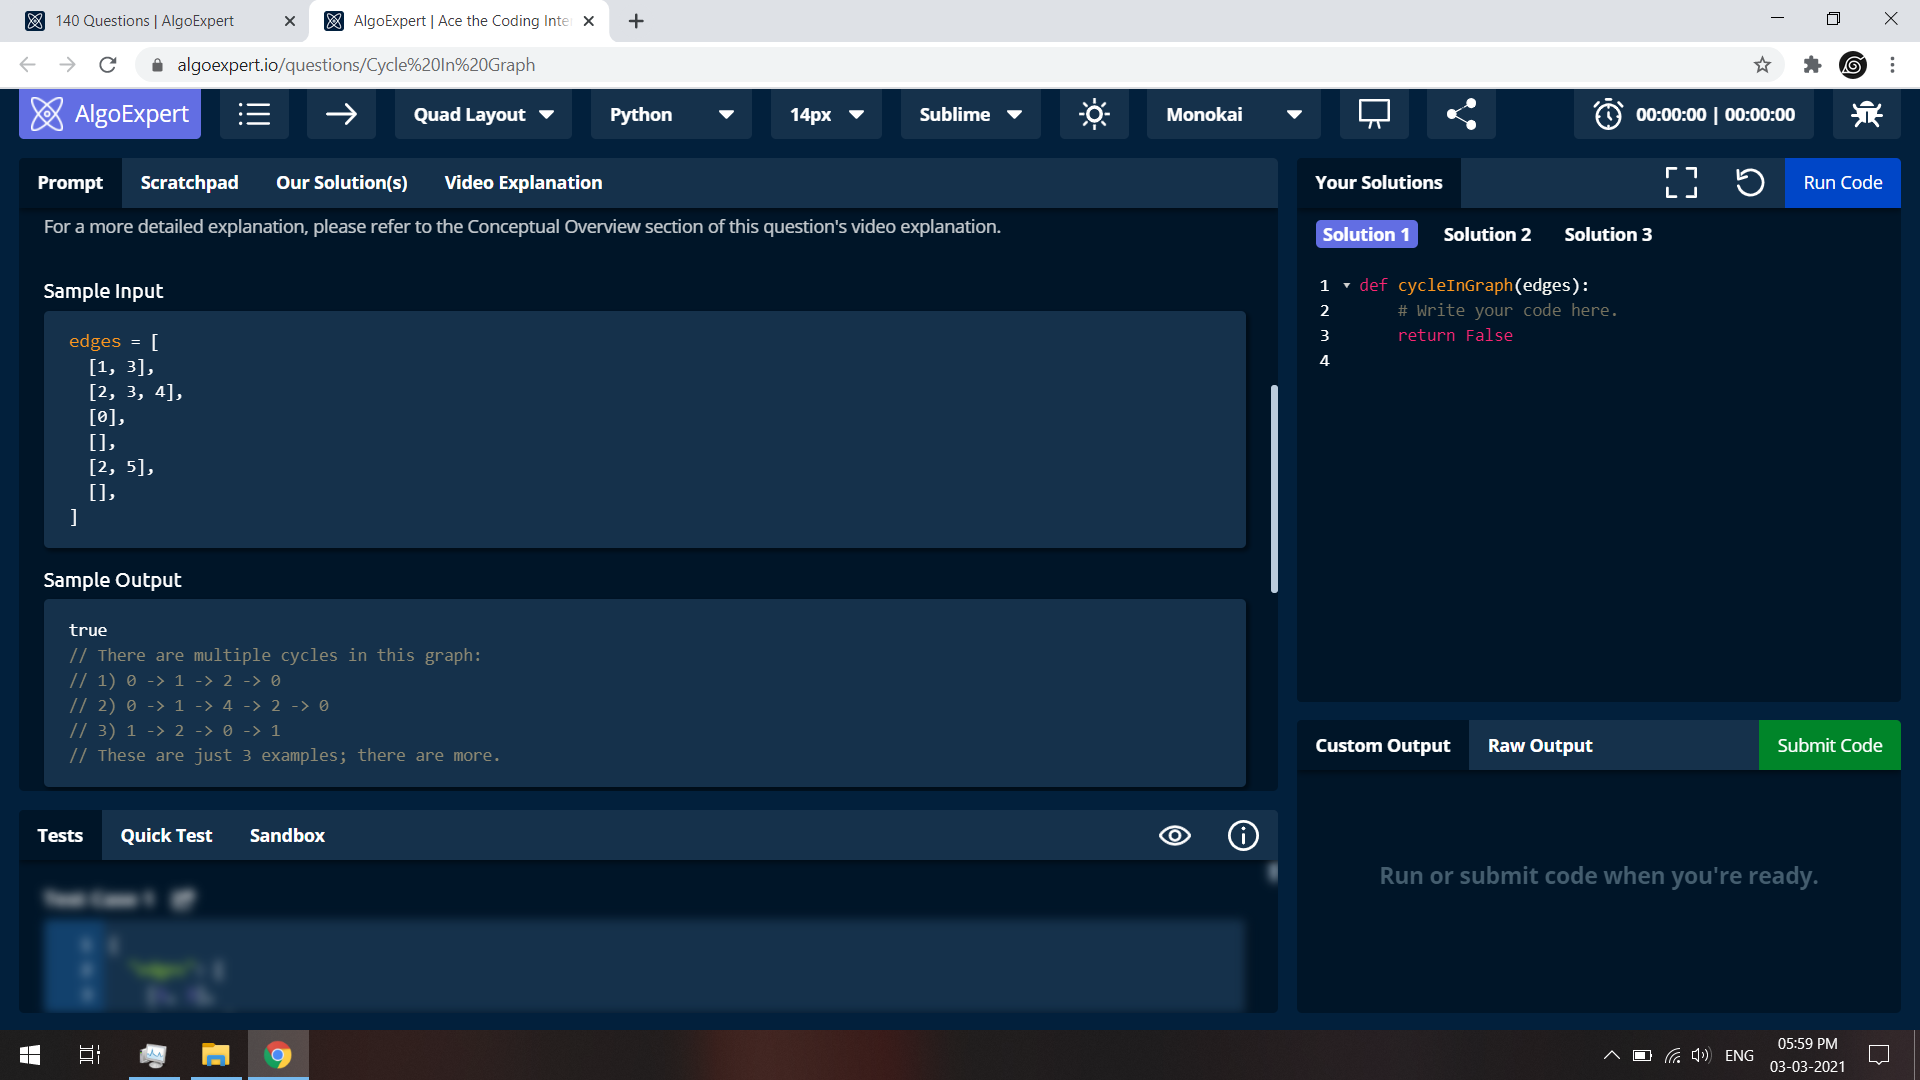 140 Questions | AlgoExpert
AlgoExpert | Ace the Coding Inte
algoexpert.io/questions/Cycle%20In%20Graph
AlgoExpert
Quad Layout
Python
14px
Sublime
Monokai
00:00:00 | 00:00:00
Prompt
Scratchpad
Our Solution(s)
Video Explanation
For a more detailed explanation, please refer to the Conceptual Overview section of this question's video explanation.
Sample Input
edges = [
[1, 3],
[2, 3, 4],
[0],
[],
[2, 5],
[],
]
Sample Output
true
// There are multiple cycles in this graph:
// 1) 0 -> 1 -> 2 -> 0
// 2) 0 -> 1 -> 4 -> 2 -> 0
// 3) 1 -> 2 -> 0 -> 1
// These are just 3 examples; there are more.
Tests
Quick Test
Sandbox
Test Case 1
Your Solutions
Run Code
Solution 1
Solution 2
Solution 3
1 def cycleInGraph(edges):
2 # Write your code here.
3 return False
4
Custom Output
Raw Output
Submit Code
Run or submit code when you're ready.
ENG
05:59 PM
03-03-2021